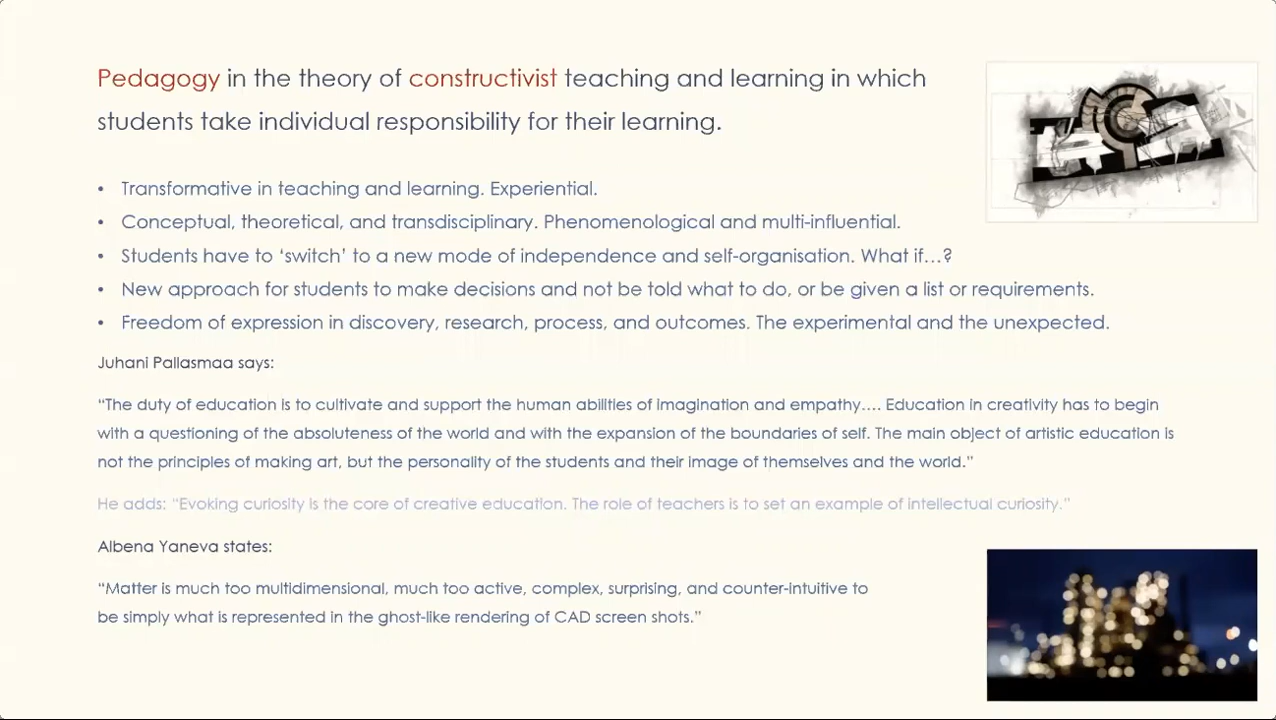 Pedagogy in the theory of constructivist teaching and learning in which
students take individual responsibility for their learning.
• Transformative in teaching and learning. Experiential.
• Conceptual, theoretical, and transdisciplinary. Phenomenological and multi-influential.
• Students have to ‘switch’ to a new mode of independence and self-organisation. What if…?
• New approach for students to make decisions and not be told what to do, or be given a list or requirements.
• Freedom of expression in discovery, research, process, and outcomes. The experimental and the unexpected.
Juhani Pallasmaa says:
“The duty of education is to cultivate and support the human abilities of imagination and empathy…. Education in creativity has to begin
with a questioning of the absoluteness of the world and with the expansion of the boundaries of self. The main object of artistic education is
not the principles of making art, but the personality of the students and their image of themselves and the world.”
He adds: “Evoking curiosity is the core of creative education. The role of teachers is to set an example of intellectual curiosity.”
Albena Yaneva states:
“Matter is much too multidimensional, much too active, complex, surprising, and counter-intuitive to
be simply what is represented in the ghost-like rendering of CAD screen shots.”